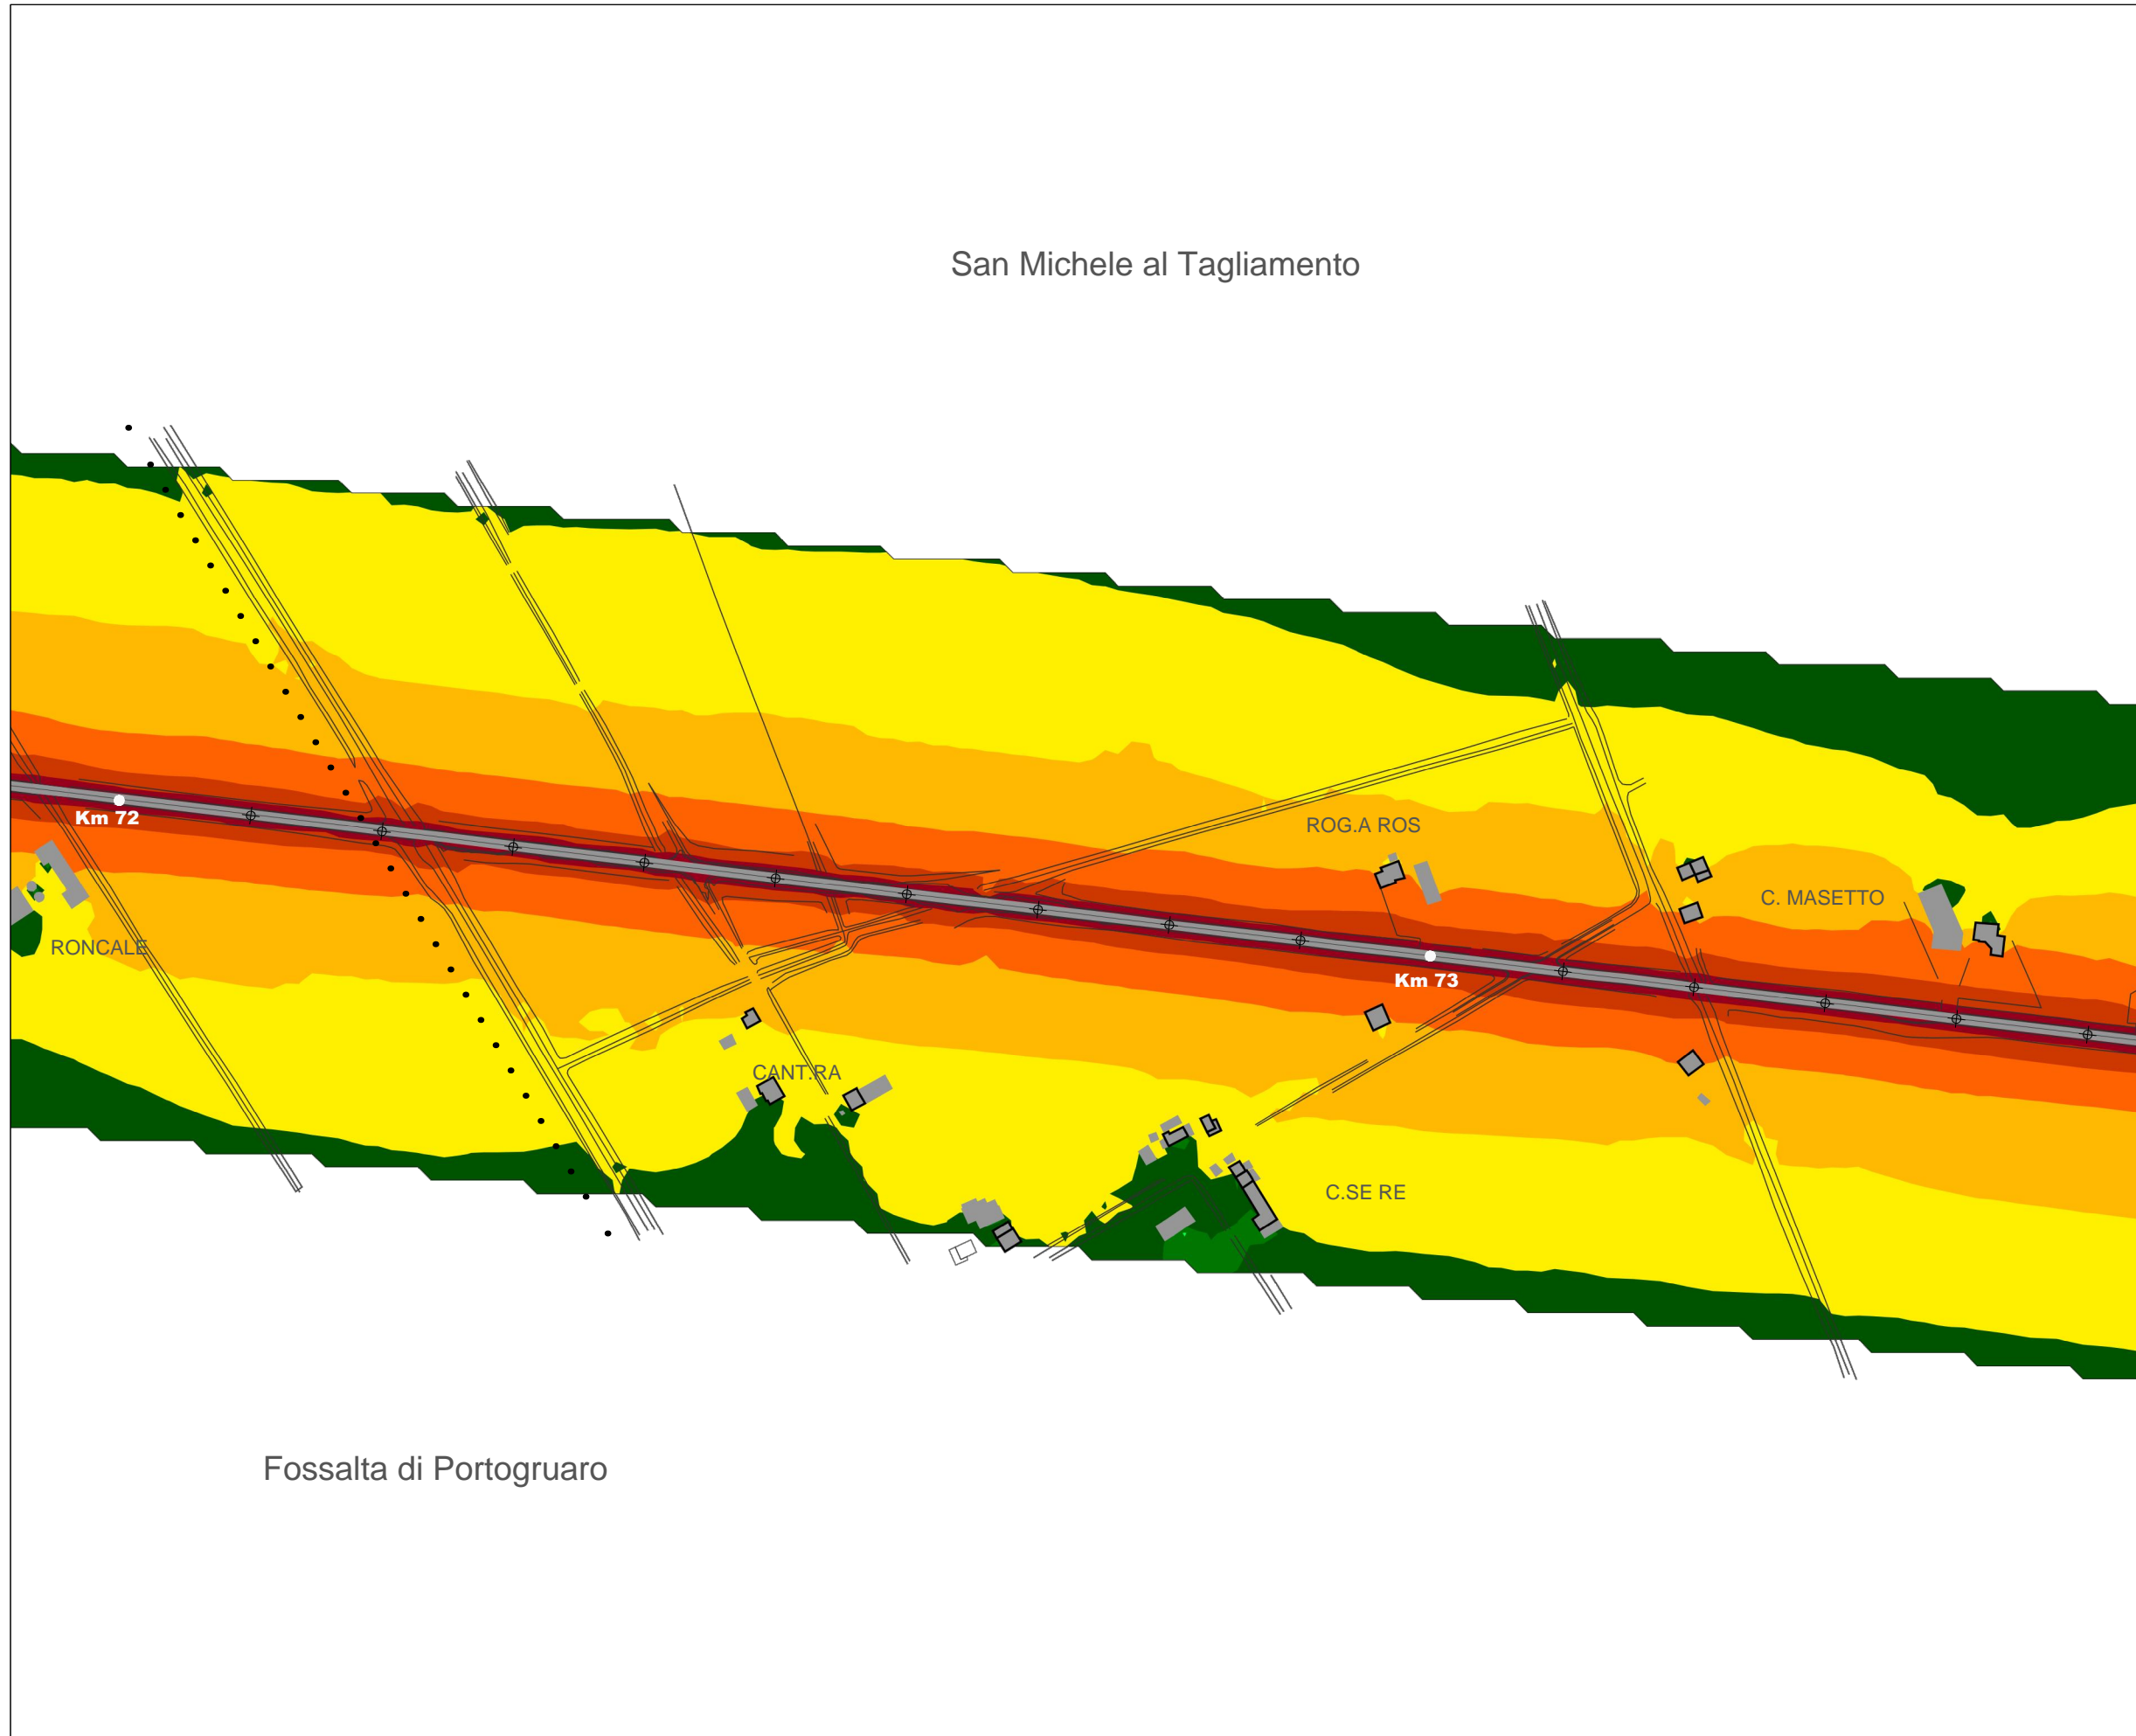 San Michele al Tagliamento
Km 72
ROG.A ROS
C. MASETTO
RONCALE
Km 73
CANT.RA
C.SE RE
Fossalta di Portogruaro